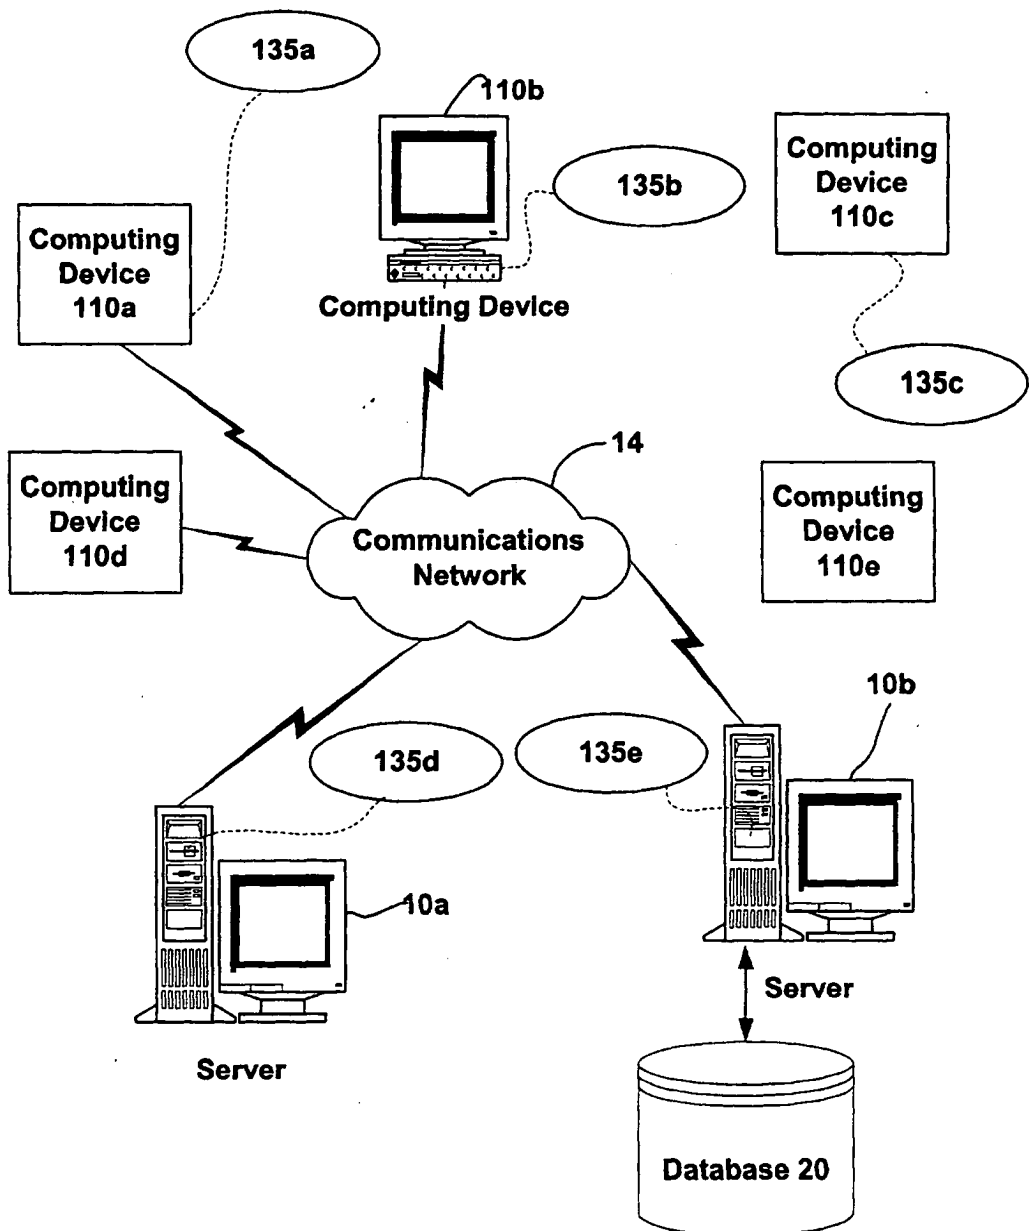 135a
110b
Computing
Device
110c
135b
Computing
Device
110a
Computing Device
135c
14
Computing
Device
110d
Communications
Network
Computing
Device
110e
10b
135d
135e
10a
Server
Server
Database 20